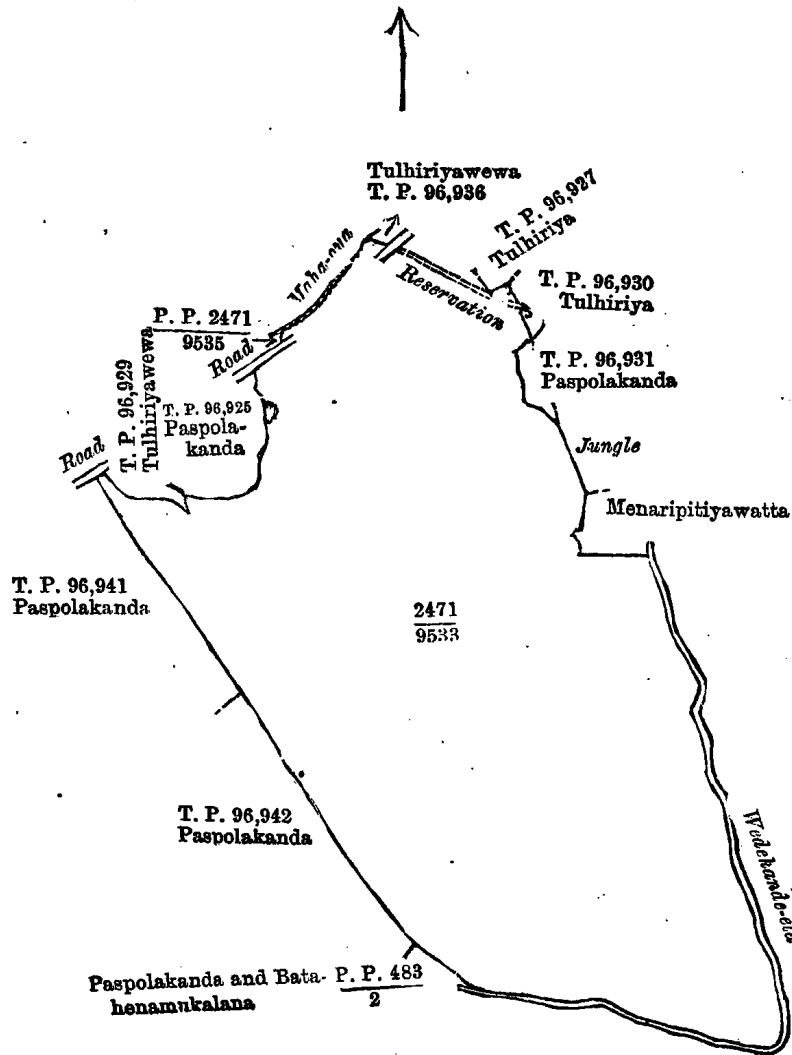 Tulhiriyawewa
T. P. 96,936
T. P. 96,927
Tulhiriya
Maha-oya
Reservation
T. P. 96,930
Tulhiriya
P. P. 2471
9535
Road
T. P. 96,931
Paspolakanda
T. P. 96,929
Tulhiriyawewa
T. P. 96,925
Paspola-
kanda
Road
Jungle
Menaripitiyawatta
T. P. 96,941
Paspolakanda
2471
9533
T. P. 96,942
Paspolakanda
Wedekande-ela
Paspolakanda and Bata-
henamukalana
P. P. 483
2